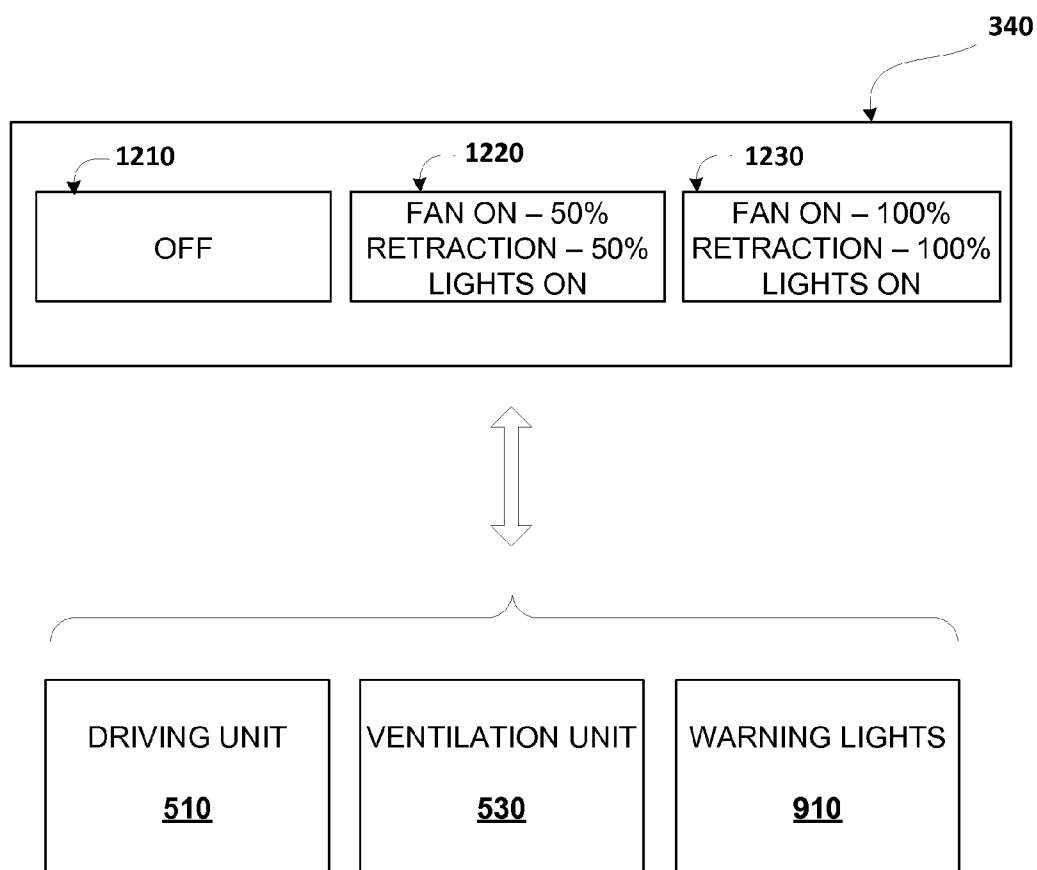 340
1210
1220
1230
OFF
FAN ON – 50%
RETRACTION – 50%
LIGHTS ON
FAN ON – 100%
RETRACTION – 100%
LIGHTS ON
DRIVING UNIT
510
VENTILATION UNIT
530
WARNING LIGHTS
910